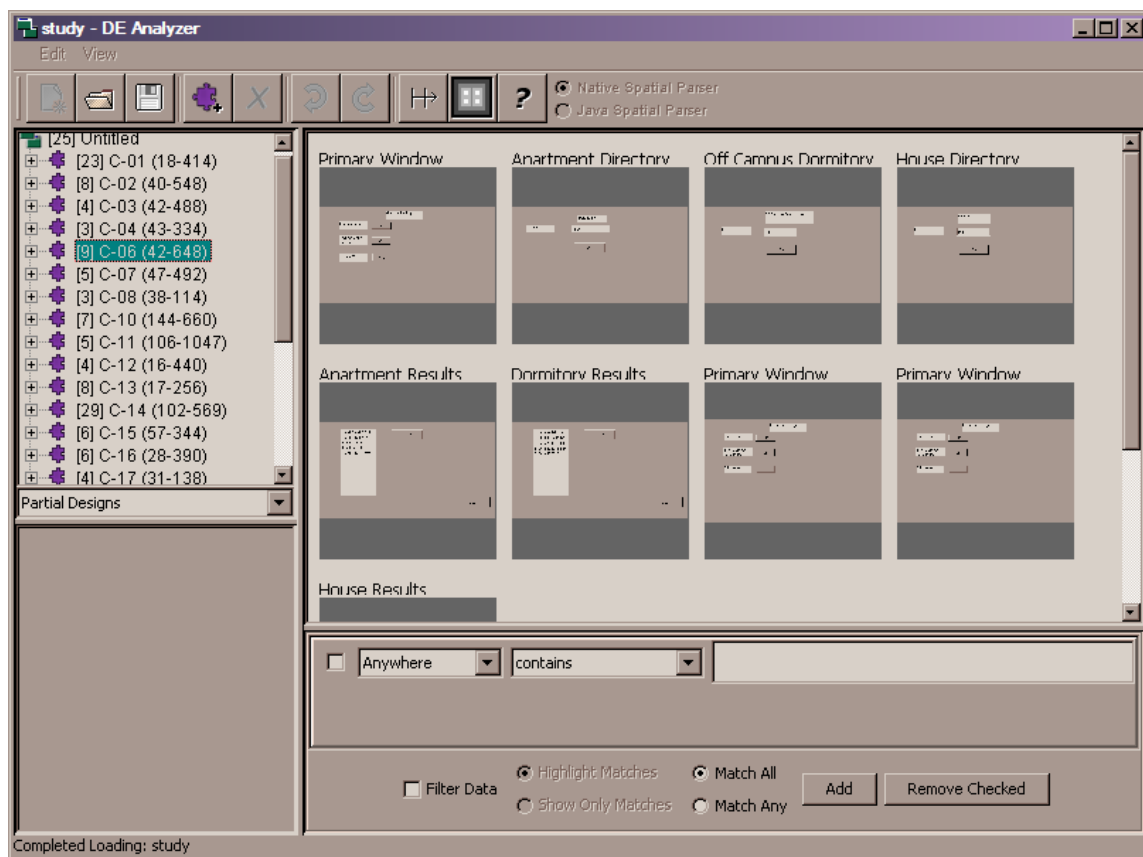 study - DE Analyzer
Edit View
?
Native Spatial Parser
Java Spatial Parser
[25] Untitled
[23] C-01 (18-414)
[8] C-02 (40-548)
[4] C-03 (42-488)
[3] C-04 (43-334)
[9] C-06 (42-648)
[5] C-07 (47-492)
[3] C-08 (38-114)
[7] C-10 (144-660)
[5] C-11 (106-1047)
[4] C-12 (16-440)
[8] C-13 (17-256)
[29] C-14 (102-569)
[6] C-15 (57-344)
[6] C-16 (28-390)
[4] C-17 (31-138)
Partial Designs
Primary Window Apartment Directory Off Campus Dormitory House Directory
Apartment Results Dormitory Results Primary Window Primary Window
House Results
Anywhere contains
Filter Data
Highlight Matches
Show Only Matches
Match All
Match Any
Add Remove Checked
Completed Loading: study